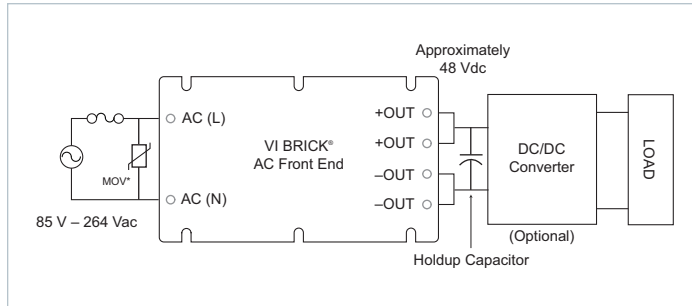 Approximately
48 Vdc
AC (L)
+OUT
VI BRICK®
AC Front End
+OUT
DC/DC
Converter
LOAD
MOV*
–OUT
AC (N)
–OUT
85 V – 264 Vac
(Optional)
Holdup Capacitor